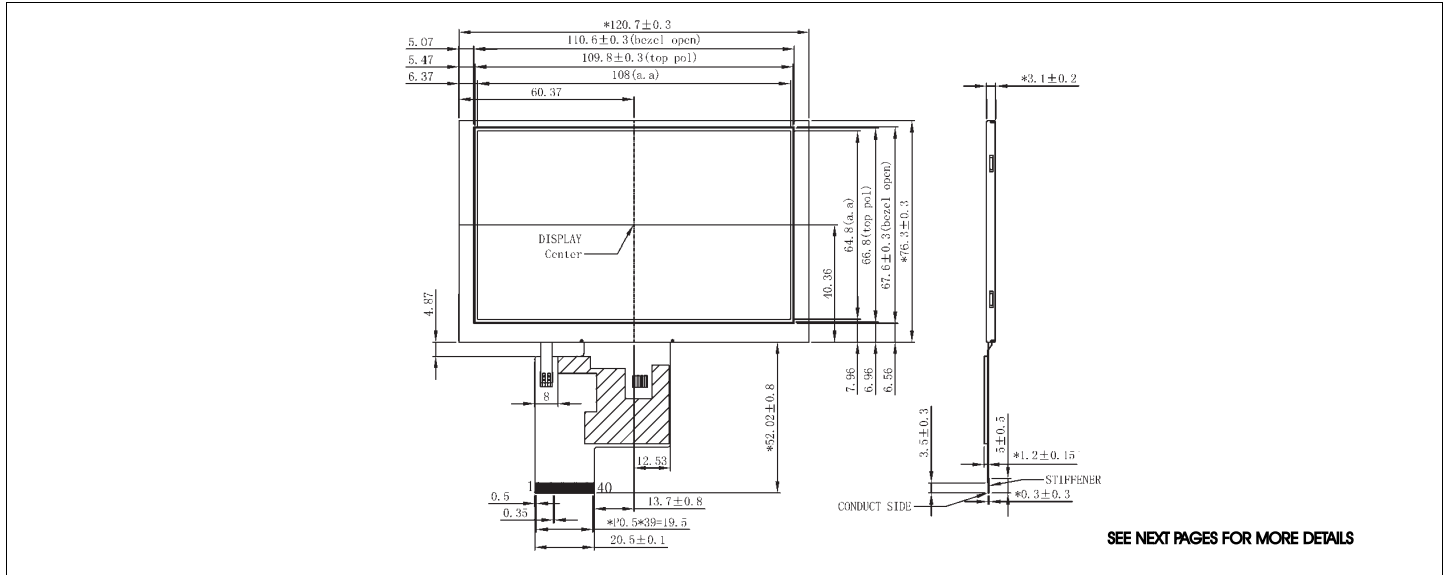 *120.7±0.3
5.07
110.6±0.3(bezel open)
5.47
109.8±0.3(top pol)
6.37
108(a.a)
60.37
*3.1±0.2
DISPLAY
Center
64.8(a.a)
66.8(top pol)
67.6±0.3(bezel open)
*76.3±0.3
40.36
4.87
7.96
6.96
6.56
8
*52.02±0.8
12.53
3.5±0.3
5±0.5
*1.2±0.15
STIFFENER
*0.3±0.3
CONDUCT SIDE
1
40
0.5
13.7±0.8
0.35
*P0.5*39=19.5
20.5±0.1
SEE NEXT PAGES FOR MORE DETAILS